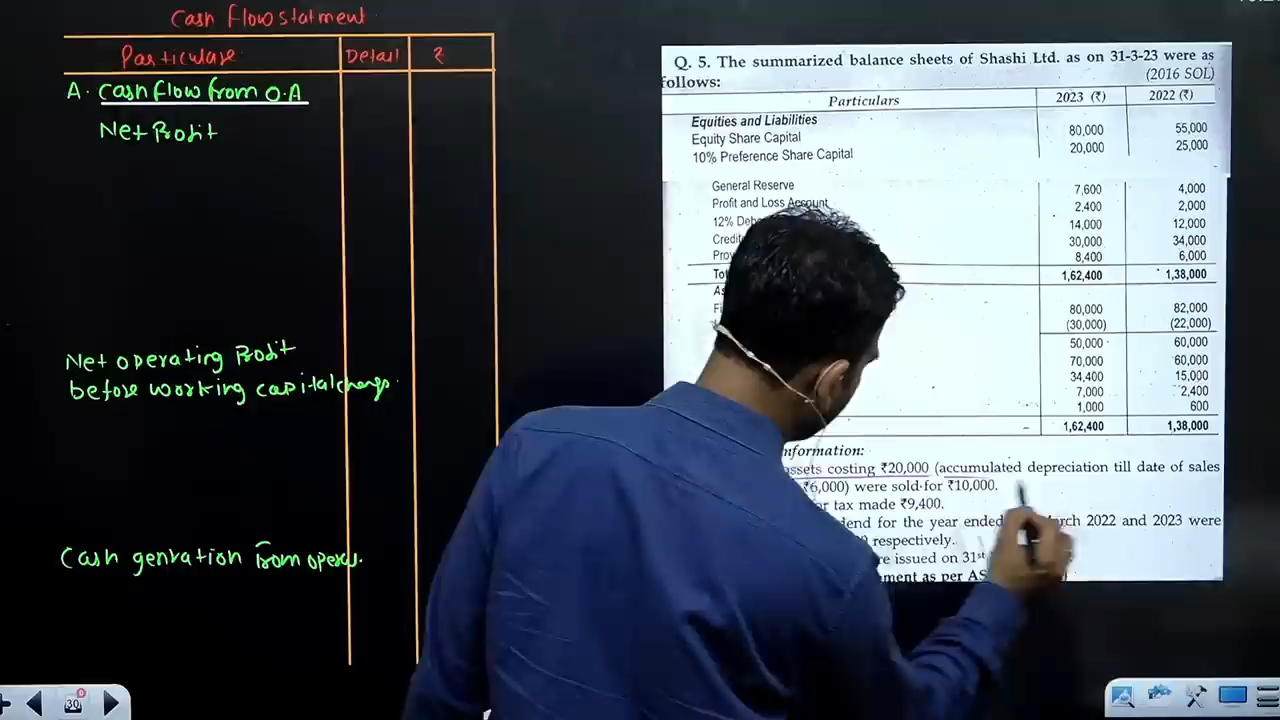 Cash flow statment
Particulars Detail ₹
A. Cash flow from O.A
Net Profit
Net operating Profit
before working capital changs.
Cash genration from operas.
Q. 5. The summarized balance sheets of Shashi Ltd. as on 31-3-23 were as
follows: (2016 SOL)
Particulars 2023 (₹) 2022 (₹)
Equities and Liabilities
Equity Share Capital 80,000 55,000
10% Preference Share Capital 20,000 25,000
General Reserve 7,600 4,000
Profit and Loss Account 2,400 2,000
12% Deb 14,000 12,000
Credit 30,000 34,000
Prov 8,400 6,000
Tot 1,62,400 1,38,000
As
Fi 80,000 82,000
(30,000) (22,000)
50,000 60,000
70,000 60,000
34,400 15,000
7,000 2,400
1,000 600
1,62,400 1,38,000
nformation:
assets costing ₹20,000 (accumulated depreciation till date of sales
₹6,000) were sold for ₹10,000.
or tax made ₹9,400.
dend for the year ended arch 2022 and 2023 were
respectively.
re issued on 31st
ment as per AS
30